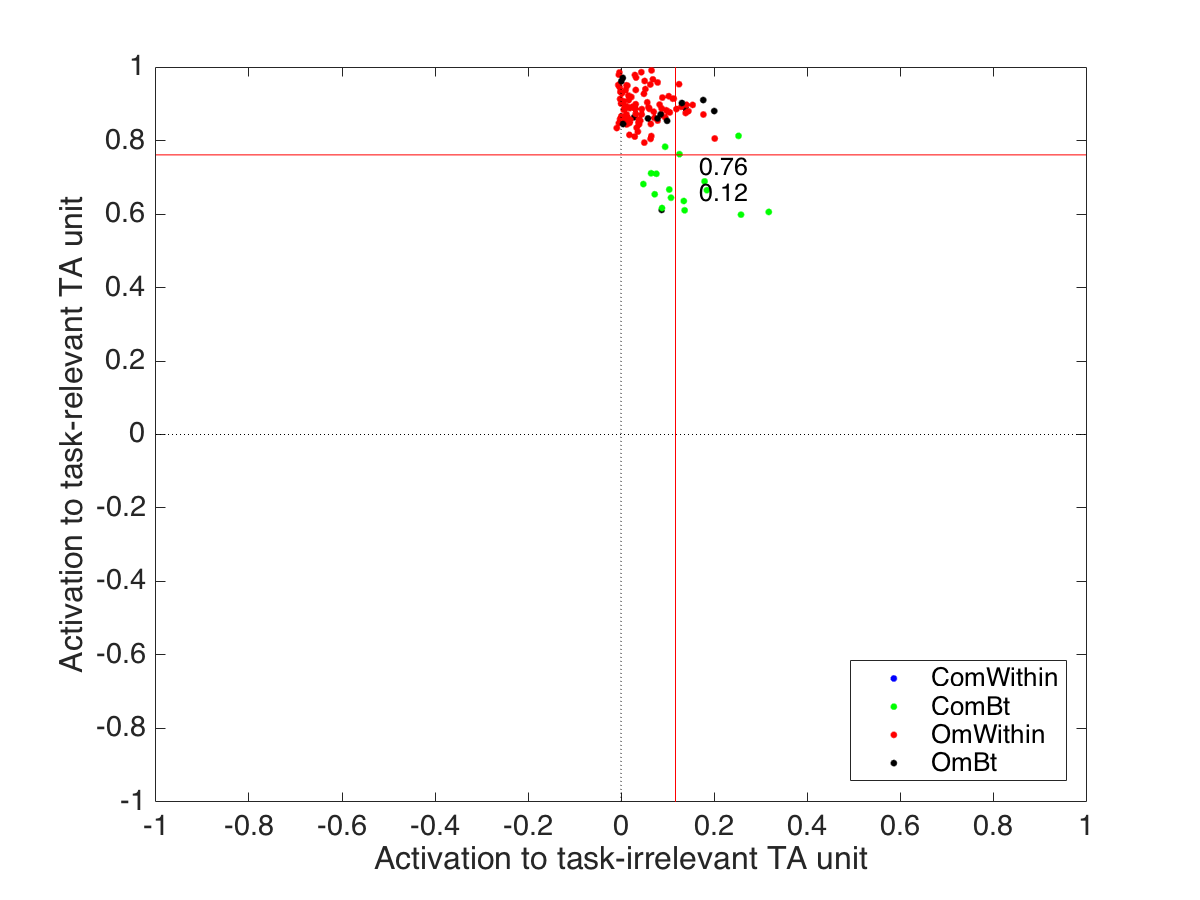 1
0.8
0.6
0.4
0.2
0
-0.2
-0.4
-0.6
-0.8
-1
Activation to task-relevant TA unit
0.76
0.12
ComWithin
ComBt
OmWithin
OmBt
-1 -0.8 -0.6 -0.4 -0.2 0 0.2 0.4 0.6 0.8 1
Activation to task-irrelevant TA unit